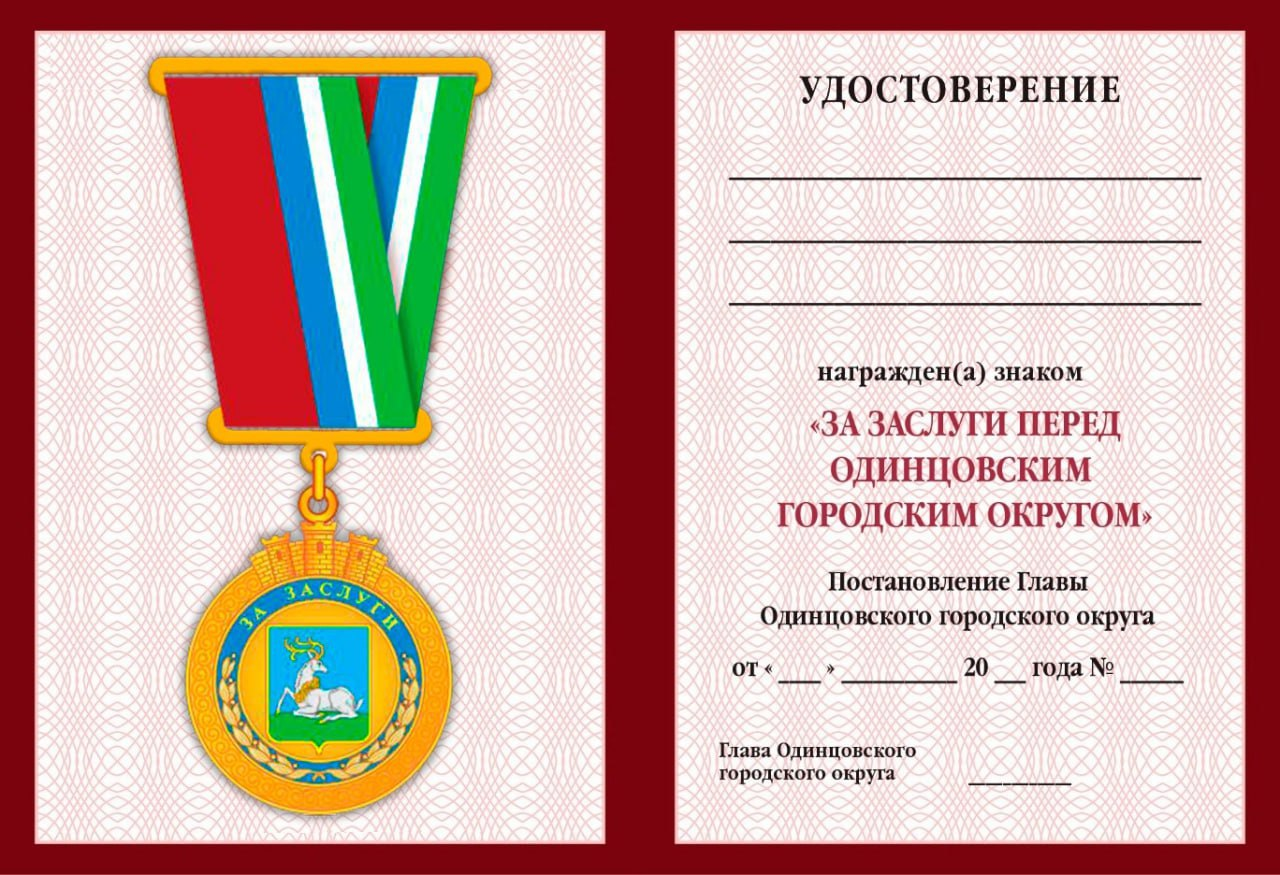 ЗА ЗАСЛУГИ
УДОСТОВЕРЕНИЕ
награжден(а) знаком
«ЗА ЗАСЛУГИ ПЕРЕД
ОДИНЦОВСКИМ
ГОРОДСКИМ ОКРУГОМ»
Постановление Главы
Одинцовского городского округа
от « ___ » _________ 20 __ года № _____
Глава Одинцовского
городского округа ________